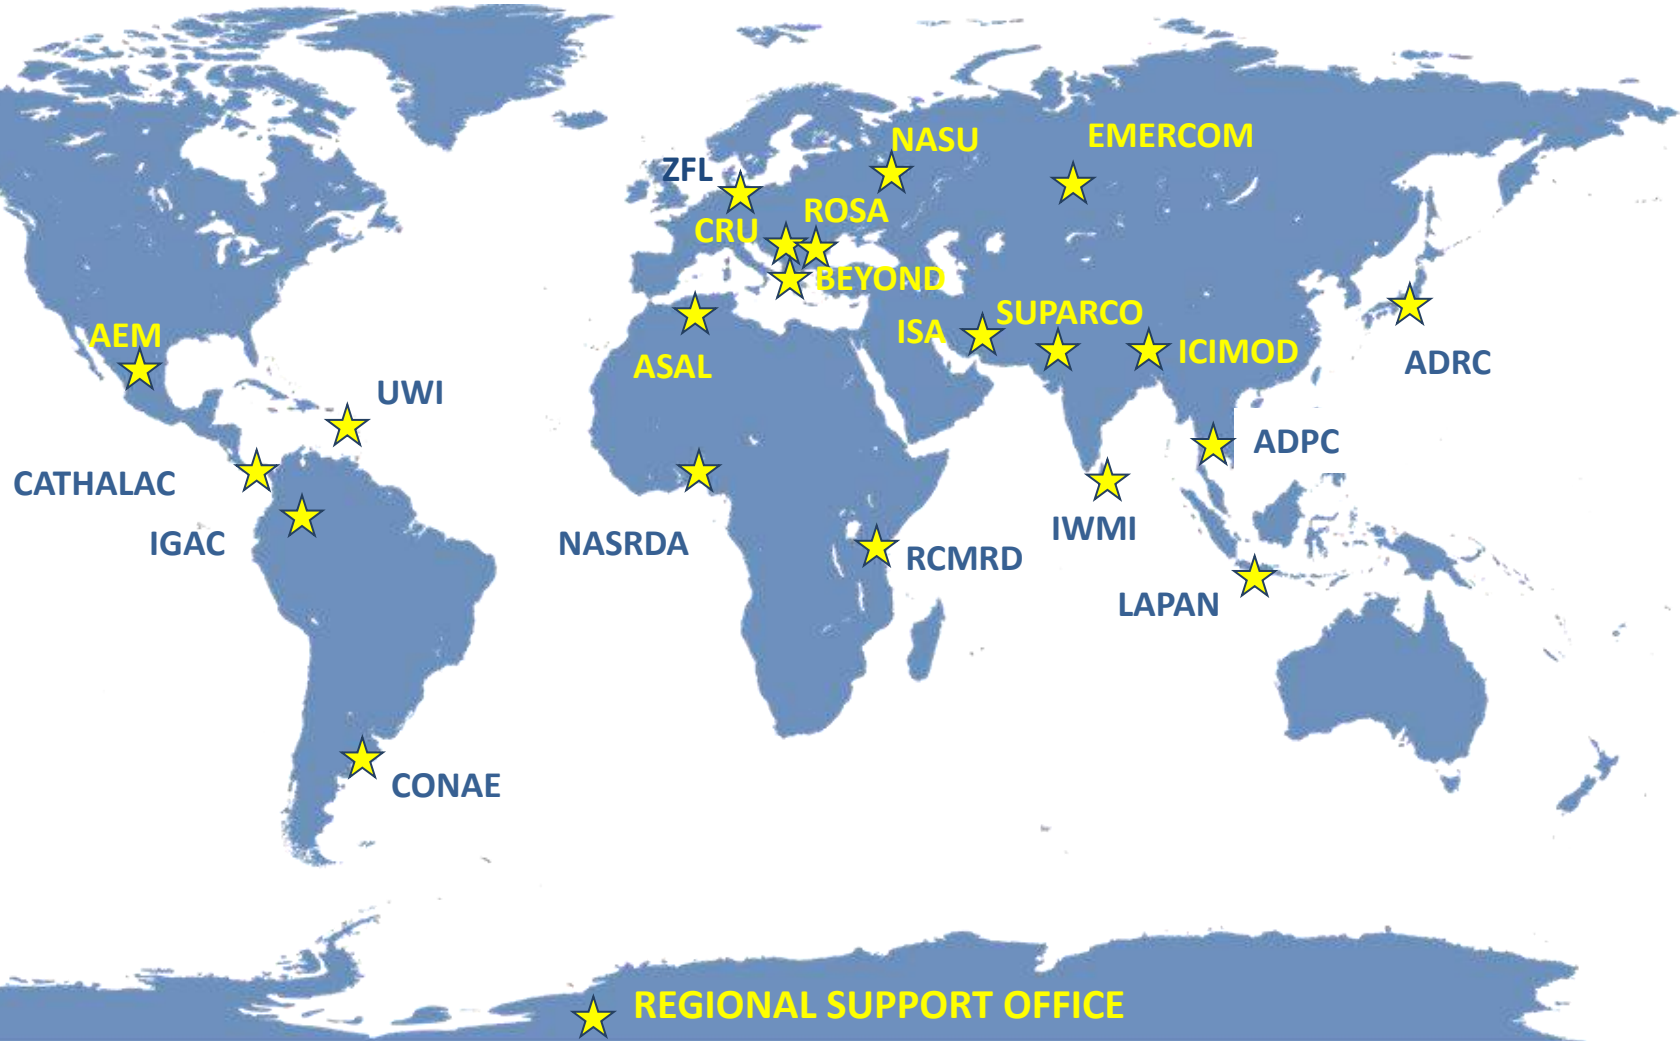 NASU
EMERCOM
ZFL
ROSA
CRU
BEYOND
SUPARCO
ISA
AEM
ICIMOD
ADRC
ASAL
UWI
ADPC
CATHALAC
IWMI
IGAC
NASRDA
RCMRD
LAPAN
CONAE
REGIONAL SUPPORT OFFICE